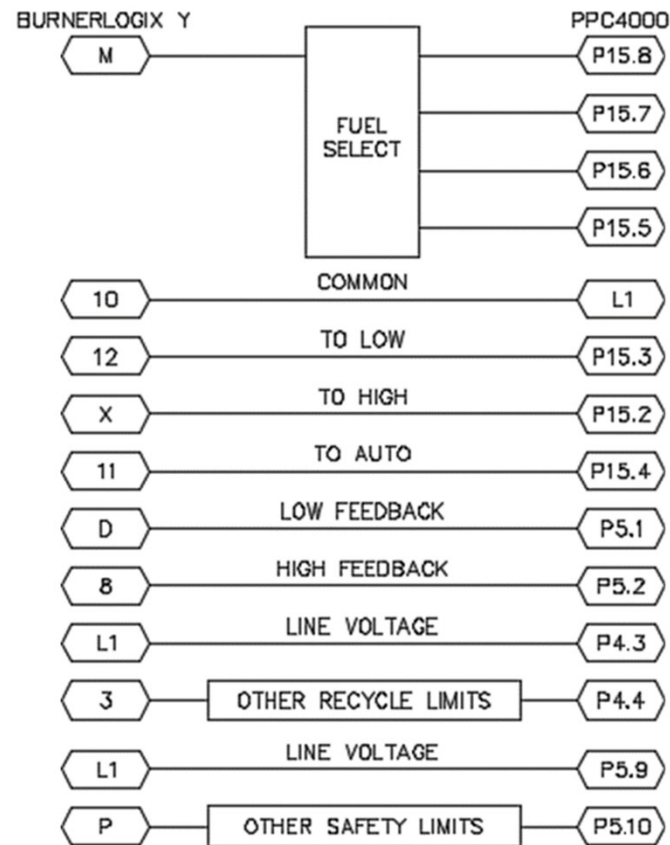 BURNERLOGIX Y PPC4000
M P15.8
P15.7
FUEL
SELECT
P15.6
P15.5
10 COMMON L1
12 TO LOW P15.3
X TO HIGH P15.2
11 TO AUTO P15.4
D LOW FEEDBACK P5.1
8 HIGH FEEDBACK P5.2
L1 LINE VOLTAGE P4.3
3 OTHER RECYCLE LIMITS P4.4
L1 LINE VOLTAGE P5.9
P OTHER SAFETY LIMITS P5.10